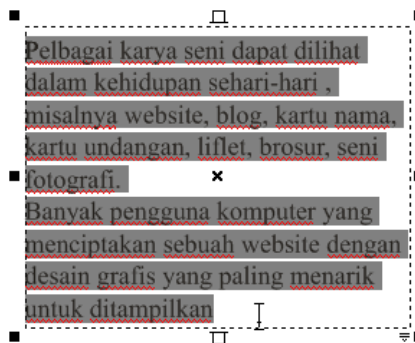 Pelbagai karya seni dapat dilihat
dalam kehidupan sehari-hari ,
misalnya website, blog, kartu nama,
kartu undangan, liflet, brosur, seni
fotografi.
Banyak pengguna komputer yang
menciptakan sebuah website dengan
desain grafis yang paling menarik
untuk ditampilkan